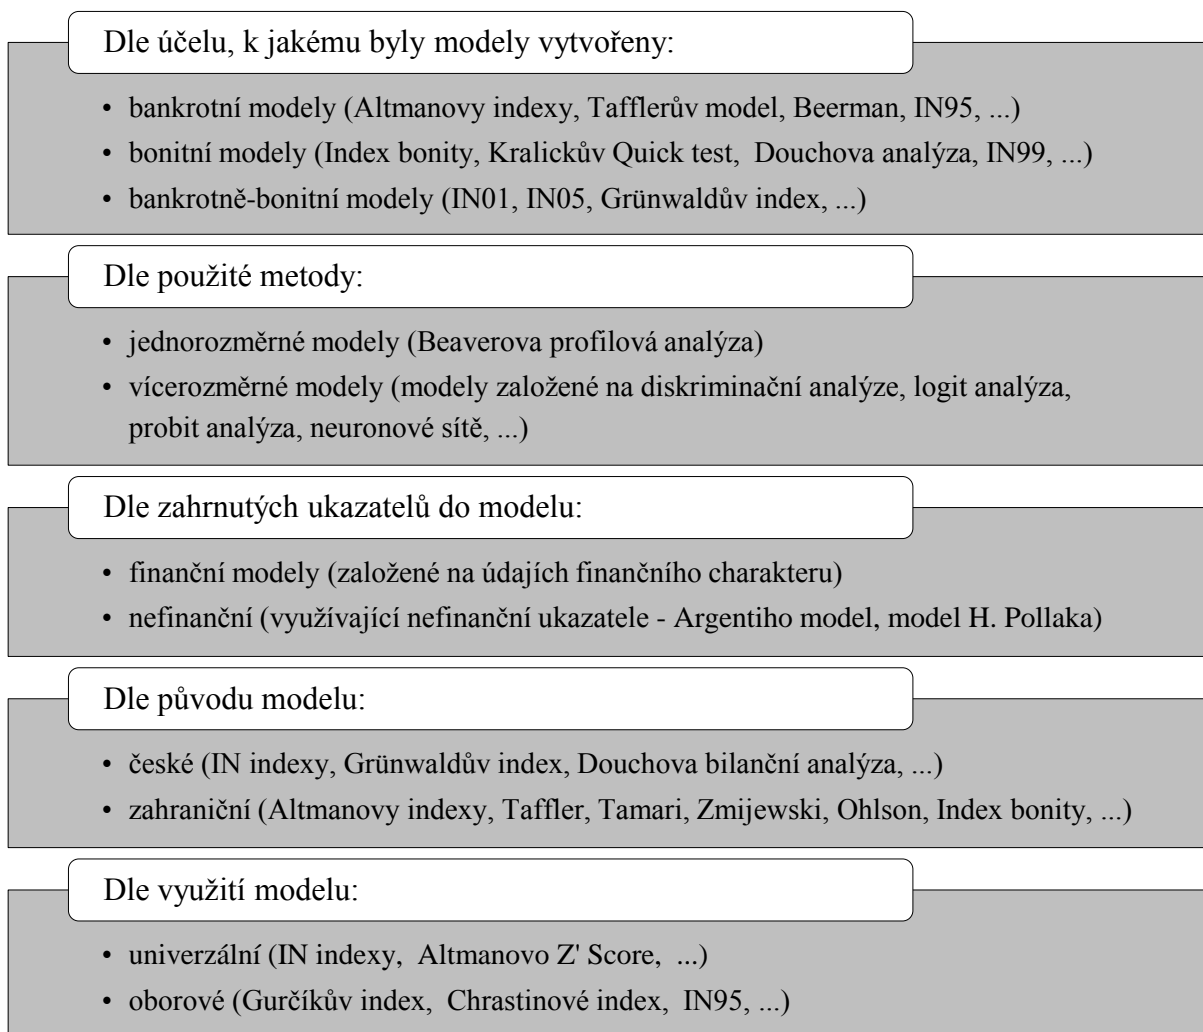 Dle účelu, k jakému byly modely vytvořeny:
• bankrotní modely (Altmanovy indexy, Tafflerův model, Beerman, IN95, ...)
• bonitní modely (Index bonity, Kralickův Quick test, Douchova analýza, IN99, ...)
• bankrotně-bonitní modely (IN01, IN05, Grünwaldův index, ...)
Dle použité metody:
• jednorozměrné modely (Beaverova profilová analýza)
• vícerozměrné modely (modely založené na diskriminační analýze, logit analýza,
probit analýza, neuronové sítě, ...)
Dle zahrnutých ukazatelů do modelu:
• finanční modely (založené na údajích finančního charakteru)
• nefinanční (využívající nefinanční ukazatele - Argentiho model, model H. Pollaka)
Dle původu modelu:
• české (IN indexy, Grünwaldův index, Douchova bilanční analýza, ...)
• zahraniční (Altmanovy indexy, Taffler, Tamari, Zmijewski, Ohlson, Index bonity, ...)
Dle využití modelu:
• univerzální (IN indexy, Altmanovo Z' Score, ...)
• oborové (Gurčíkův index, Chrastinové index, IN95, ...)